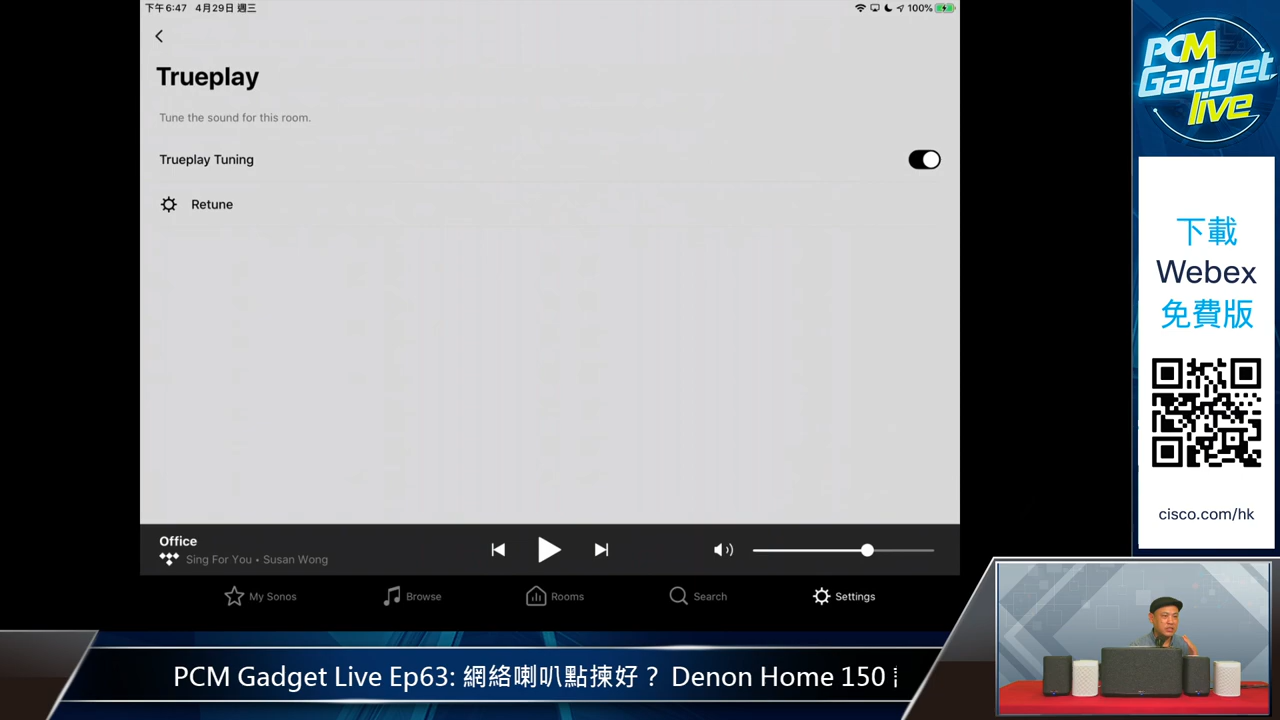 下午6:47 4月29日 週三
100%
Trueplay
Tune the sound for this room.
Trueplay Tuning
Retune
Office
Sing For You • Susan Wong
My Sonos
Browse
Rooms
Search
Settings
PCM
Gadget
live
下載
Webex
免費版
cisco.com/hk
PCM Gadget Live Ep63: 網絡喇叭點揀好？ Denon Home 150